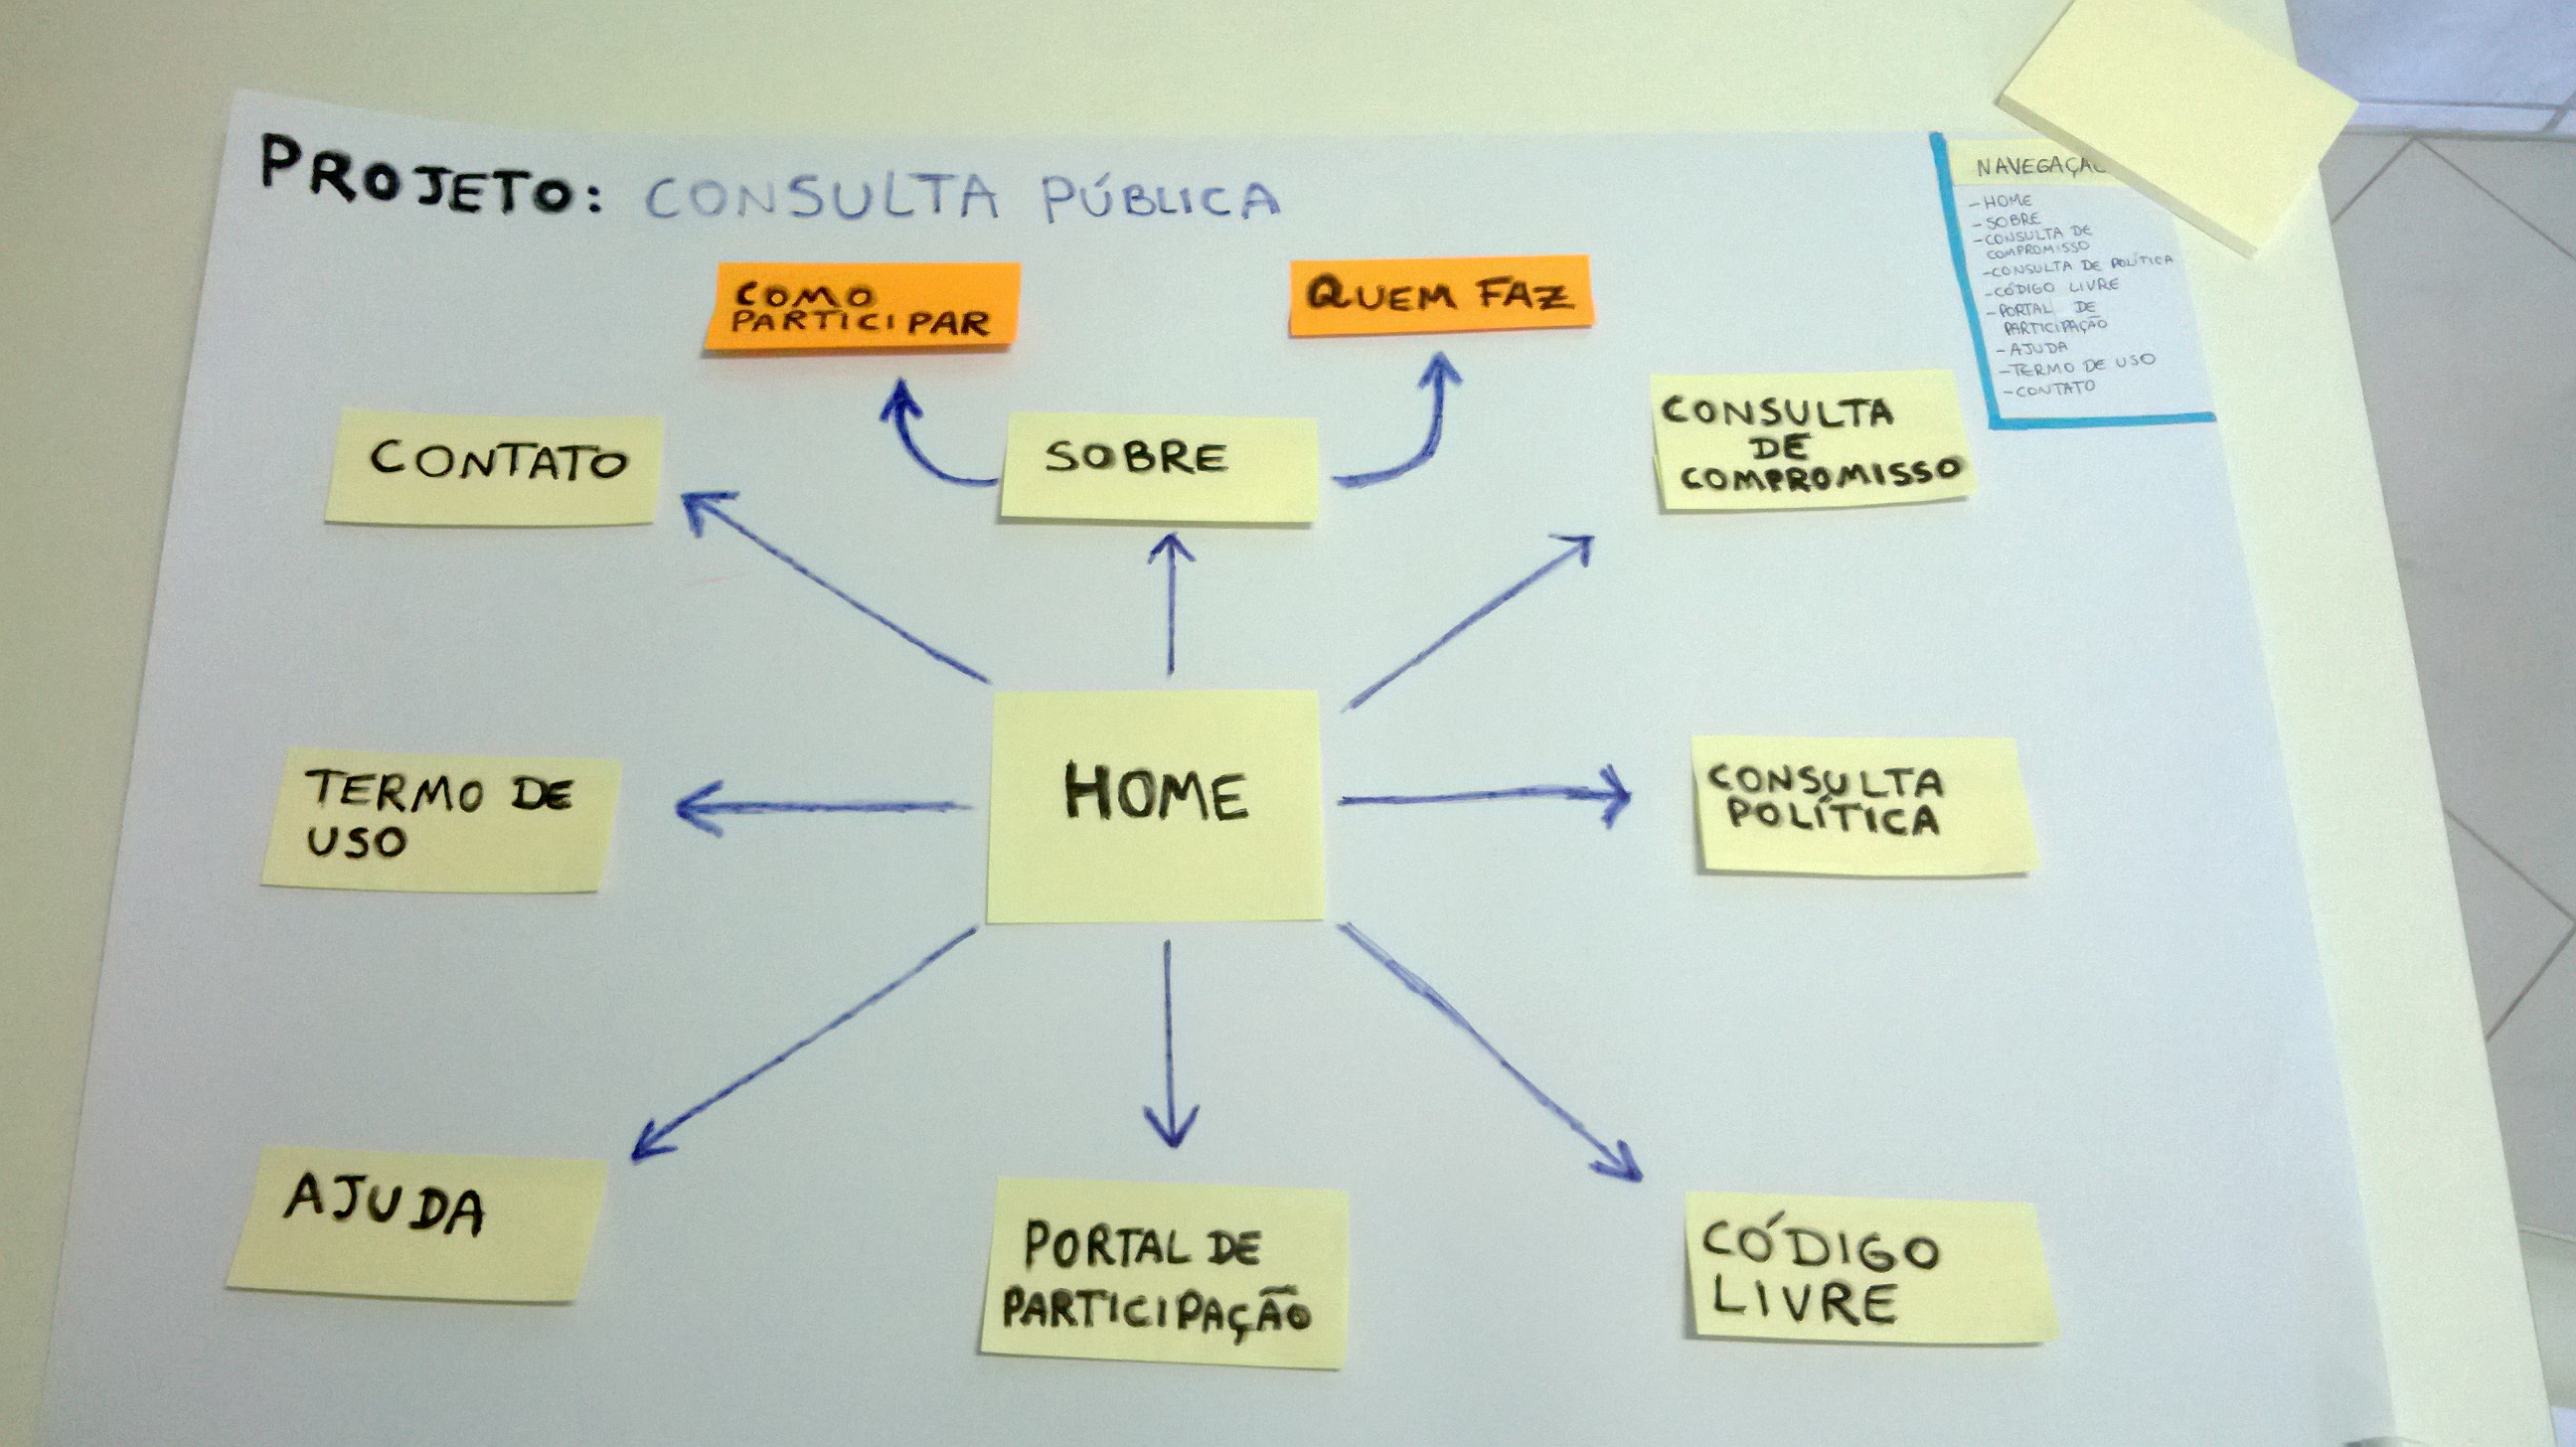 PROJETO: CONSULTA PÚBLICA
NAVEGAÇÃO
-HOME
-SOBRE
-CONSULTA DE
COMPROMISSO
-CONSULTA DE POLÍTICA
-CÓDIGO LIVRE
-PORTAL DE
PARTICIPAÇÃO
-AJUDA
-TERMO DE USO
-CONTATO
COMO
PARTICIPAR
QUEM FAZ
CONTATO
SOBRE
CONSULTA
DE
COMPROMISSO
TERMO DE
USO
HOME
CONSULTA
POLÍTICA
AJUDA
PORTAL DE
PARTICIPAÇÃO
CÓDIGO
LIVRE